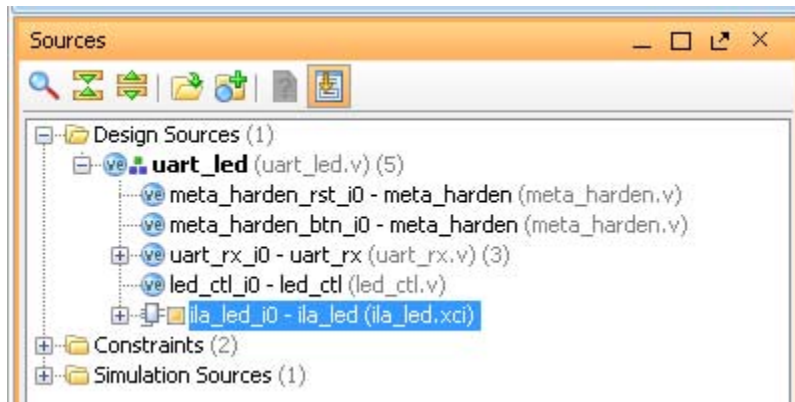 Sources
Design Sources (1)
uart_led (uart_led.v) (5)
meta_harden_rst_i0 - meta_harden (meta_harden.v)
meta_harden_btn_i0 - meta_harden (meta_harden.v)
uart_rx_i0 - uart_rx (uart_rx.v) (3)
led_ctl_i0 - led_ctl (led_ctl.v)
ila_led_i0 - ila_led (ila_led.xci)
Constraints (2)
Simulation Sources (1)